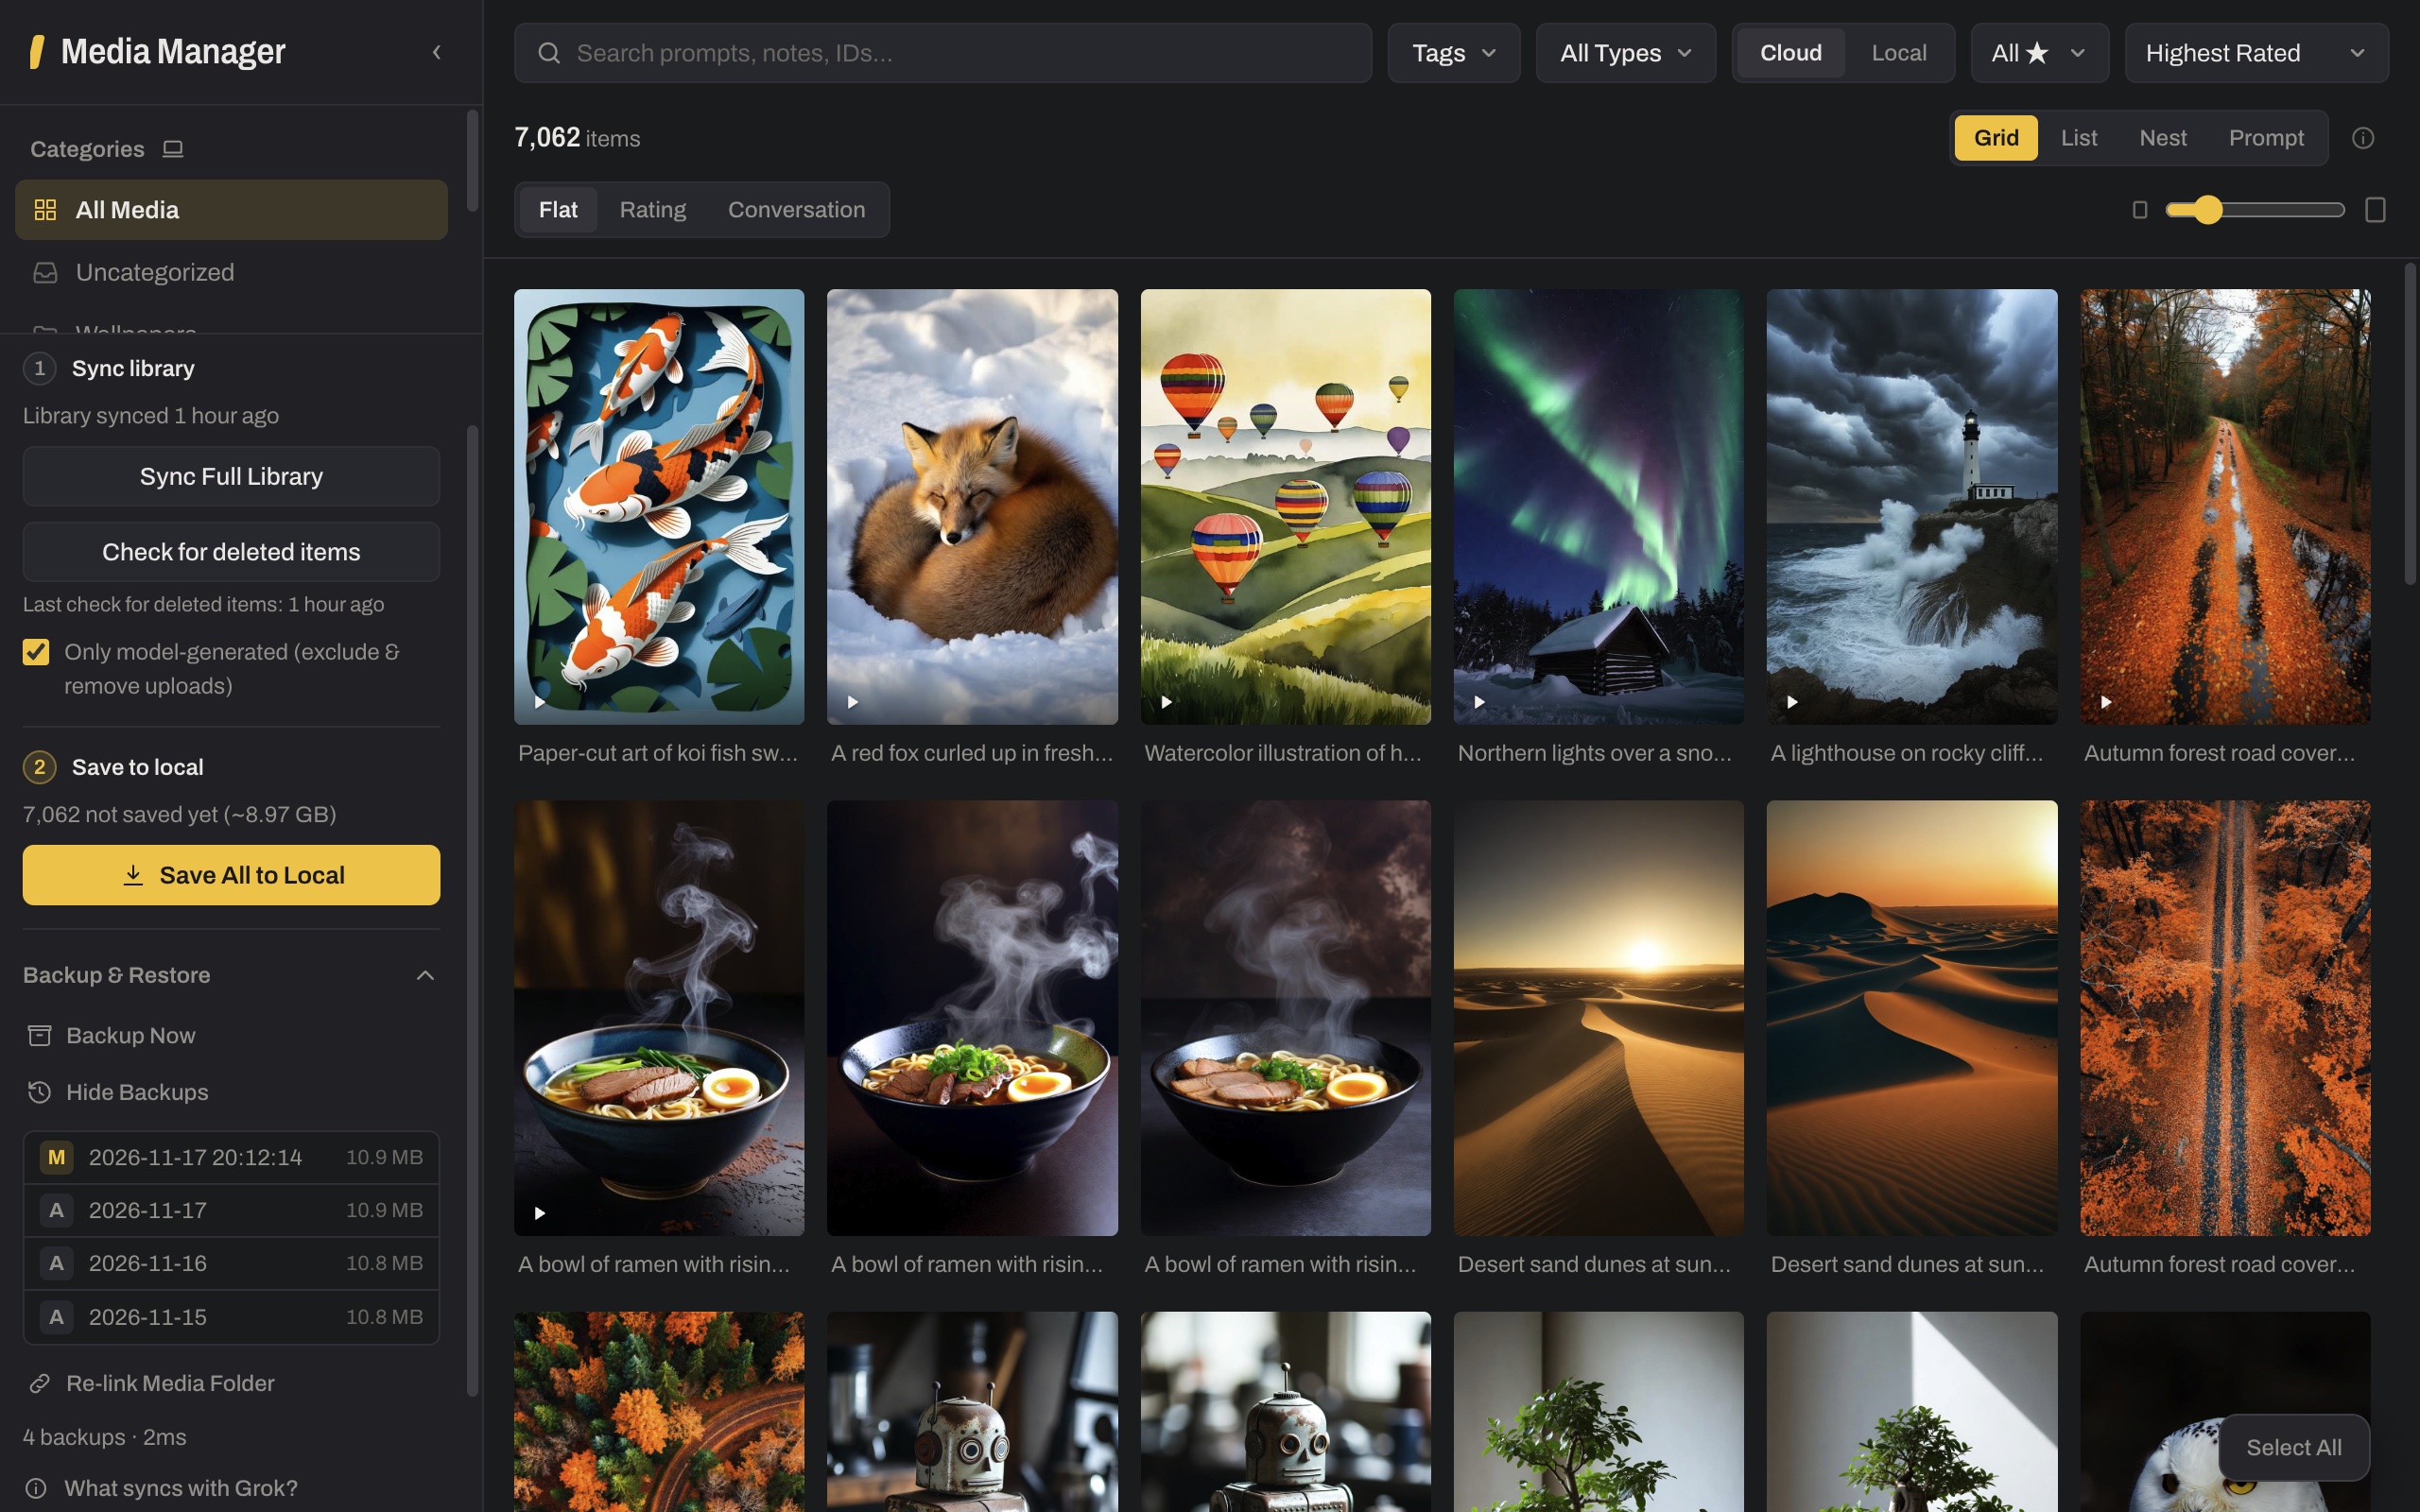 Media Manager
Categories
All Media
Uncategorized
Wallpapers
1 Sync library
Library synced 1 hour ago
Sync Full Library
Check for deleted items
Last check for deleted items: 1 hour ago
Only model-generated (exclude &
remove uploads)
2 Save to local
7,062 not saved yet (~8.97 GB)
Save All to Local
Backup & Restore
Backup Now
Hide Backups
M 2026-11-17 20:12:14 10.9 MB
A 2026-11-17 10.9 MB
A 2026-11-16 10.8 MB
A 2026-11-15 10.8 MB
Re-link Media Folder
4 backups · 2ms
What syncs with Grok?
Search prompts, notes, IDs... Tags All Types Cloud Local All ★ Highest Rated
7,062 items Grid List Nest Prompt
Flat Rating Conversation
Paper-cut art of koi fish sw... A red fox curled up in fresh... Watercolor illustration of h... Northern lights over a sno... A lighthouse on rocky cliff... Autumn forest road cover...
A bowl of ramen with risin... A bowl of ramen with risin... A bowl of ramen with risin... Desert sand dunes at sun... Desert sand dunes at sun... Autumn forest road cover...
Select All